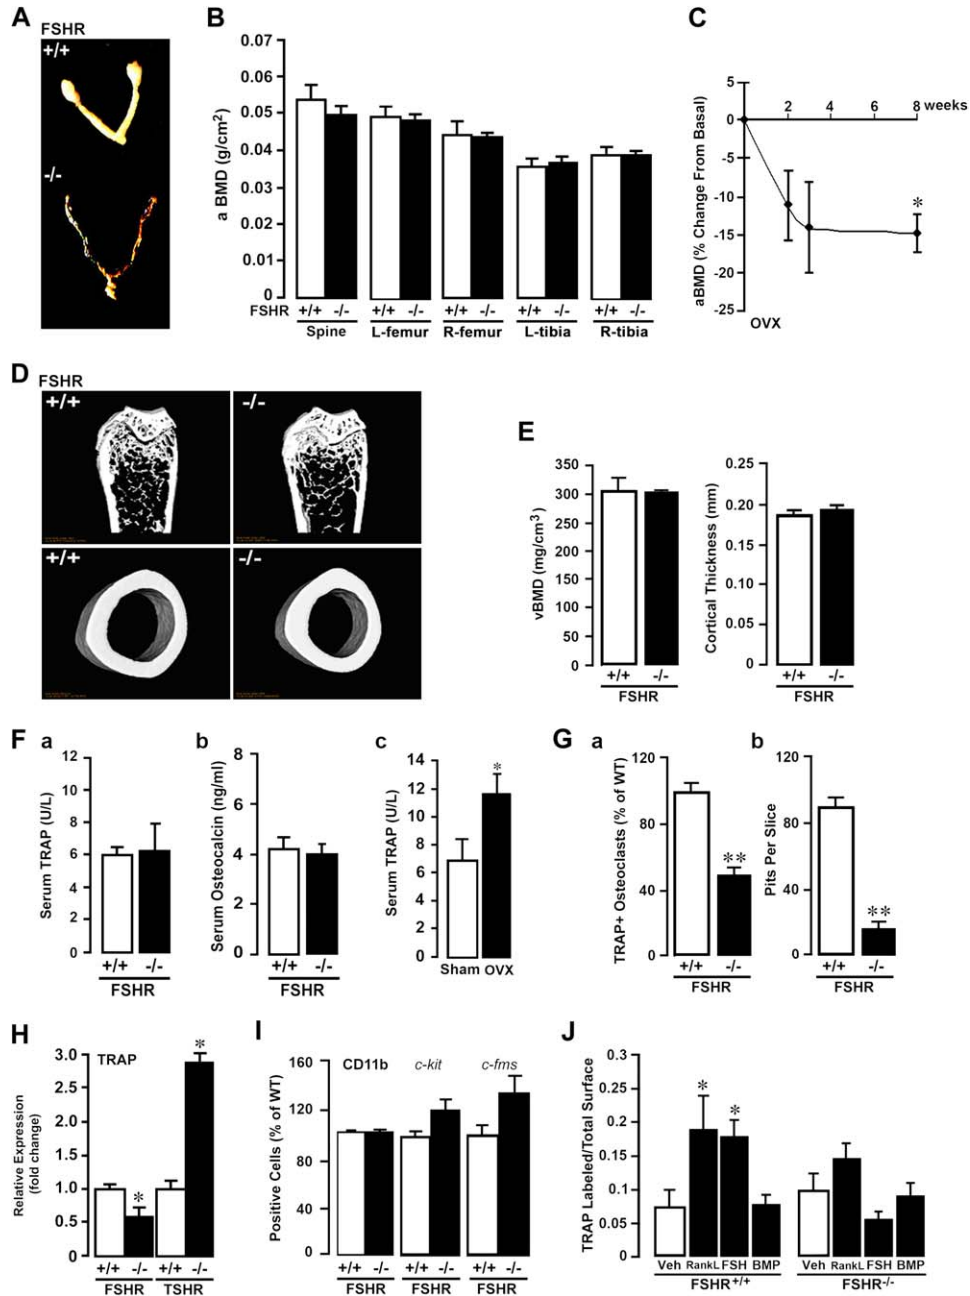 A
FSHR
+/+
-/-
B
0.07
0.06
0.05
0.04
0.03
0.02
0.01
0
a BMD (g/cm2)
FSHR +/+ -/- +/+ -/- +/+ -/- +/+ -/- +/+ -/-
Spine L-femur R-femur L-tibia R-tibia
C
5
0
-5
-10
-15
-20
-25
aBMD (% Change From Basal)
2 4 6 8 weeks
*
OVX
D
FSHR
+/+ -/-
+/+ -/-
E
350
300
250
200
150
100
50
0
vBMD (mg/cm3)
+/+ -/-
FSHR
0.25
0.20
0.15
0.10
0.05
0
Cortical Thickness (mm)
+/+ -/-
FSHR
F a
12
10
8
6
4
2
0
Serum TRAP (U/L)
+/+ -/-
FSHR
b
8
6
4
2
0
Serum Osteocalcin (ng/ml)
+/+ -/-
FSHR
c
14
12
10
8
6
4
2
0
Serum TRAP (U/L)
*
Sham OVX
G a
120
80
40
0
TRAP+ Osteoclasts (% of WT)
**
+/+ -/-
FSHR
b
120
80
40
0
Pits Per Slice
**
+/+ -/-
FSHR
H
TRAP
3.0
2.5
2.0
1.0
0.5
0
Relative Expression
(fold change)
* *
+/+ -/- +/+ -/-
FSHR TSHR
I
160
120
80
40
0
Positive Cells (% of WT)
CD11b c-kit c-fms
+/+ -/- +/+ -/- +/+ -/-
FSHR FSHR FSHR
J
0.3
0.25
0.2
0.15
0.1
0.05
0
TRAP Labeled/Total Surface
* *
Veh RankL FSH BMP Veh RankL FSH BMP
FSHR+/+ FSHR-/-